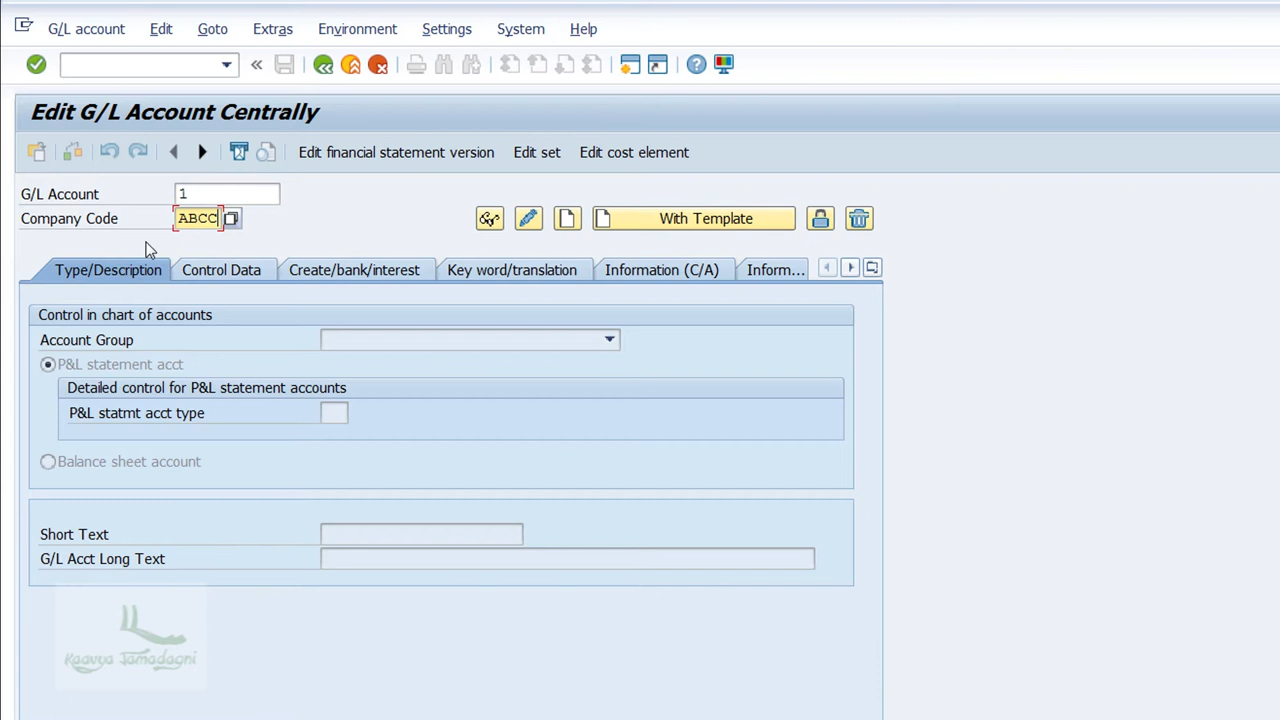 G/L account Edit Goto Extras Environment Settings System Help
Edit G/L Account Centrally
Edit financial statement version Edit set Edit cost element
G/L Account 1
Company Code ABCC With Template
Type/Description Control Data Create/bank/interest Key word/translation Information (C/A) Inform...
Control in chart of accounts
Account Group
P&L statement acct
Detailed control for P&L statement accounts
P&L statmt acct type
Balance sheet account
Short Text
G/L Acct Long Text
Kaavya Jamadagni